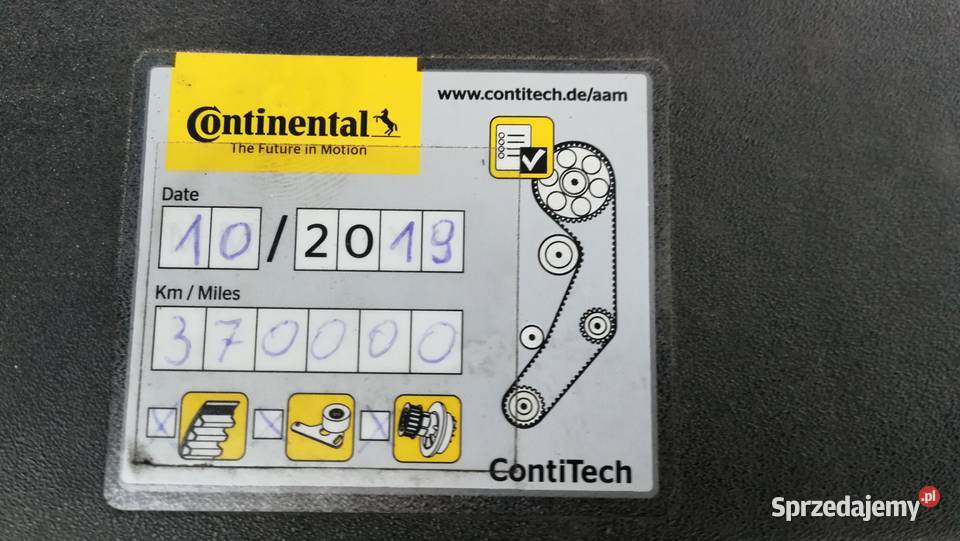 Continental
The Future in Motion
www.contitech.de/aam
Date
10/2019
Km / Miles
370000
ContiTech
Sprzedajemy.pl